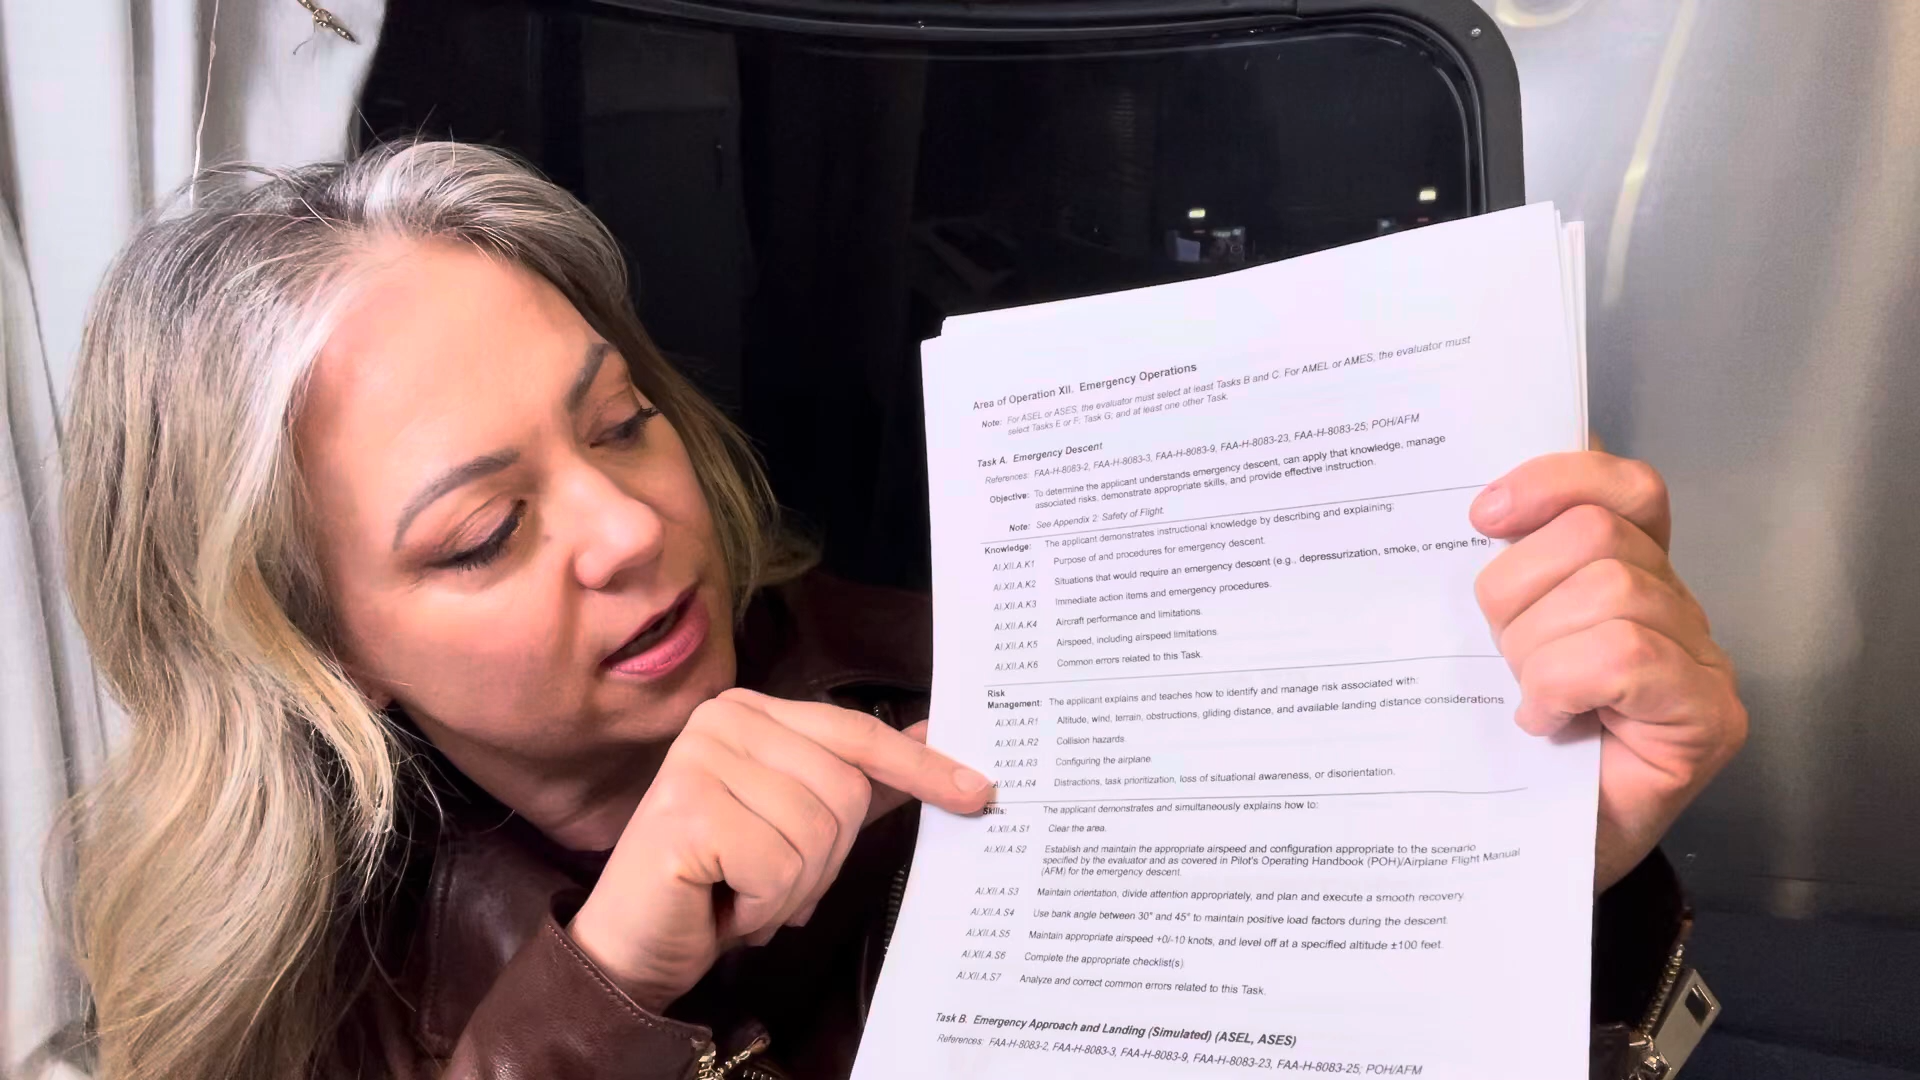 Area of Operation XII. Emergency Operations
Note: For ASEL or ASES, the evaluator must select at least Tasks B and C. For AMEL or AMES, the evaluator must
select Tasks E or F; Task G; and at least one other Task.
Task A. Emergency Descent
References: FAA-H-8083-2, FAA-H-8083-3, FAA-H-8083-9, FAA-H-8083-23, FAA-H-8083-25; POH/AFM
Objective: To determine the applicant understands emergency descent, can apply that knowledge, manage
associated risks, demonstrate appropriate skills, and provide effective instruction.
Note: See Appendix 2: Safety of Flight.
Knowledge: The applicant demonstrates instructional knowledge by describing and explaining:
AI.XII.A.K1 Purpose of and procedures for emergency descent.
AI.XII.A.K2 Situations that would require an emergency descent (e.g., depressurization, smoke, or engine fire).
AI.XII.A.K3 Immediate action items and emergency procedures.
AI.XII.A.K4 Aircraft performance and limitations.
AI.XII.A.K5 Airspeed, including airspeed limitations.
AI.XII.A.K6 Common errors related to this Task.
Risk
Management: The applicant explains and teaches how to identify and manage risk associated with:
AI.XII.A.R1 Altitude, wind, terrain, obstructions, gliding distance, and available landing distance considerations.
AI.XII.A.R2 Collision hazards.
AI.XII.A.R3 Configuring the airplane.
AI.XII.A.R4 Distractions, task prioritization, loss of situational awareness, or disorientation.
Skills: The applicant demonstrates and simultaneously explains how to:
AI.XII.A.S1 Clear the area.
AI.XII.A.S2 Establish and maintain the appropriate airspeed and configuration appropriate to the scenario
specified by the evaluator and as covered in Pilot's Operating Handbook (POH)/Airplane Flight Manual
(AFM) for the emergency descent.
AI.XII.A.S3 Maintain orientation, divide attention appropriately, and plan and execute a smooth recovery.
AI.XII.A.S4 Use bank angle between 30° and 45° to maintain positive load factors during the descent.
AI.XII.A.S5 Maintain appropriate airspeed +0/-10 knots, and level off at a specified altitude ±100 feet.
AI.XII.A.S6 Complete the appropriate checklist(s).
AI.XII.A.S7 Analyze and correct common errors related to this Task.
Task B. Emergency Approach and Landing (Simulated) (ASEL, ASES)
References: FAA-H-8083-2, FAA-H-8083-3, FAA-H-8083-9, FAA-H-8083-23, FAA-H-8083-25; POH/AFM